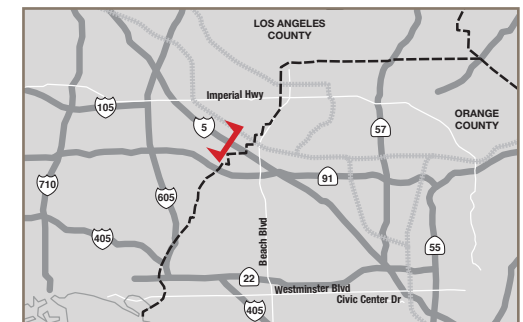 LOS ANGELES
COUNTY
Imperial Hwy
105
5
57
ORANGE
COUNTY
91
710
605
405
Beach Blvd
55
22
Westminster Blvd
Civic Center Dr
405